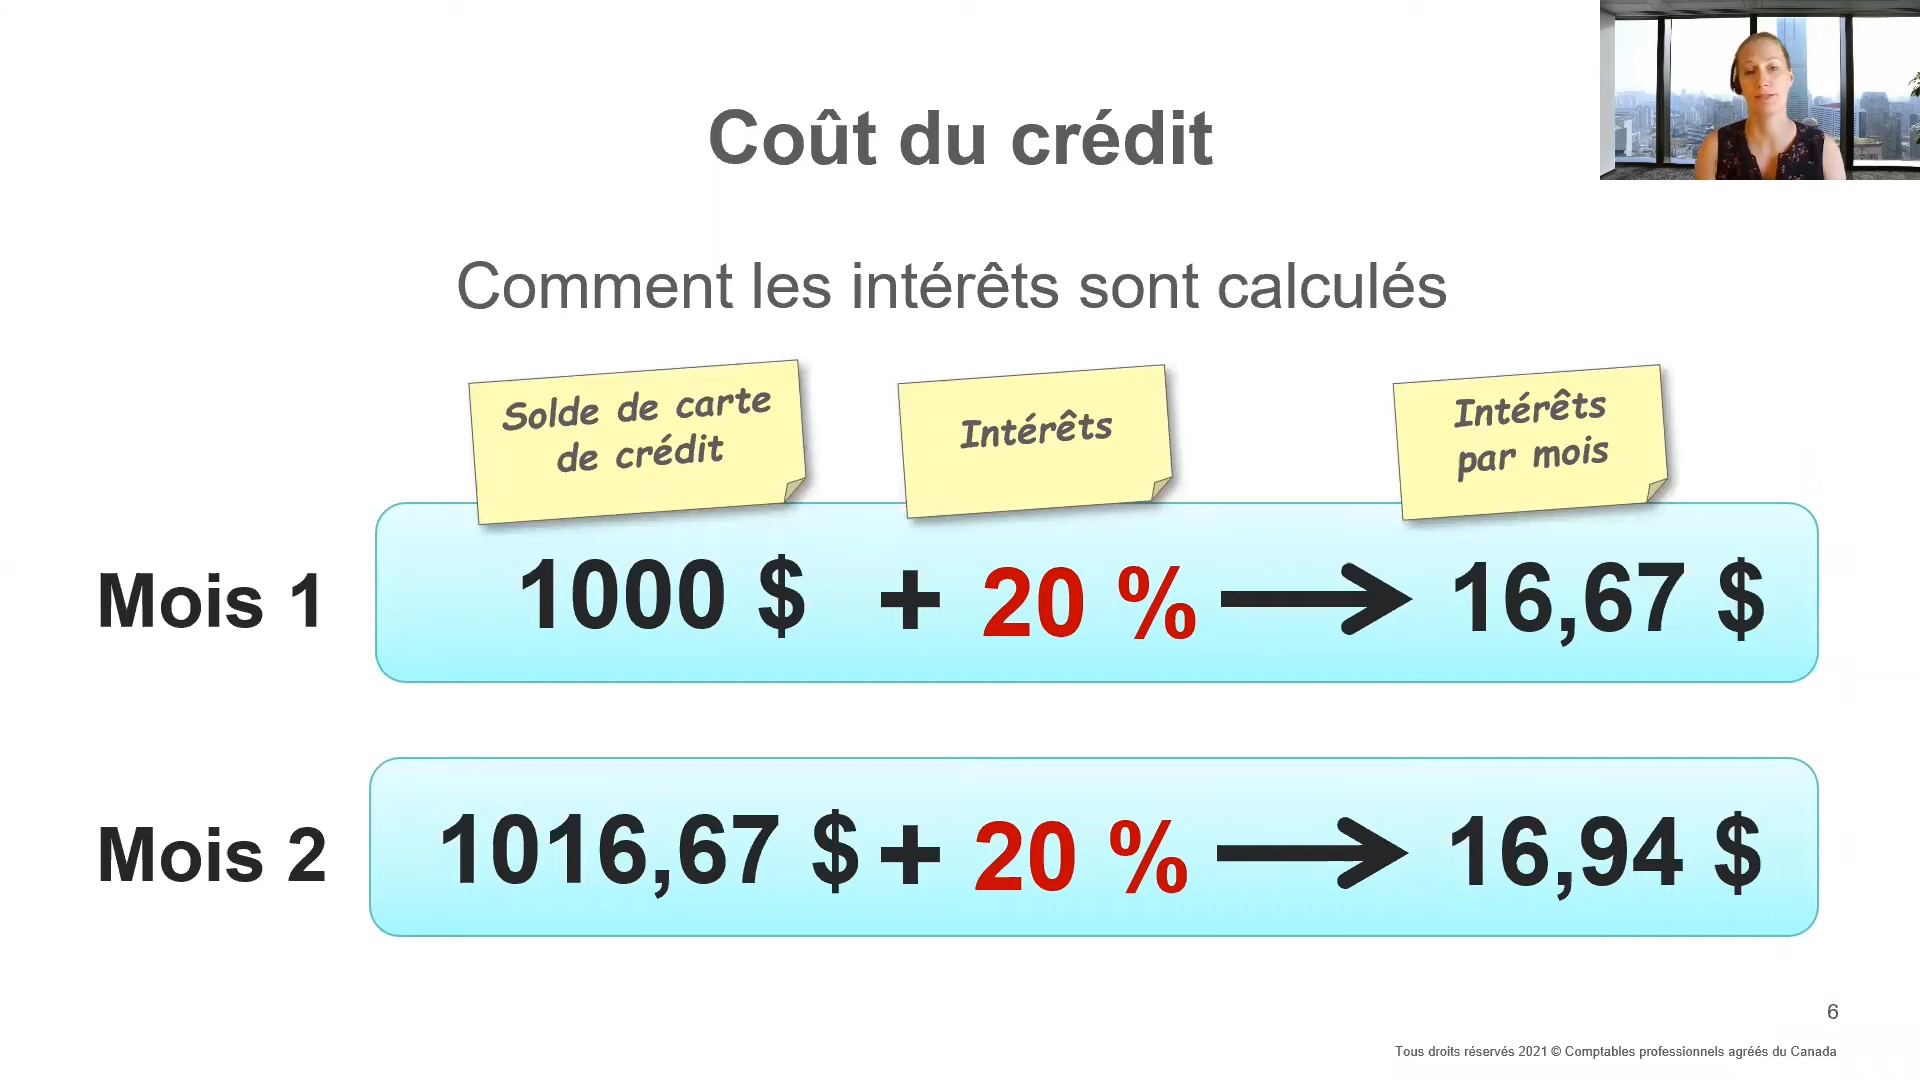 Coût du crédit
Comment les intérêts sont calculés
Solde de carte
de crédit
Intérêts
Intérêts
par mois
Mois 1
1000 $ + 20 % → 16,67 $
Mois 2
1016,67 $ + 20 % → 16,94 $
6
Tous droits réservés 2021 © Comptables professionnels agréés du Canada